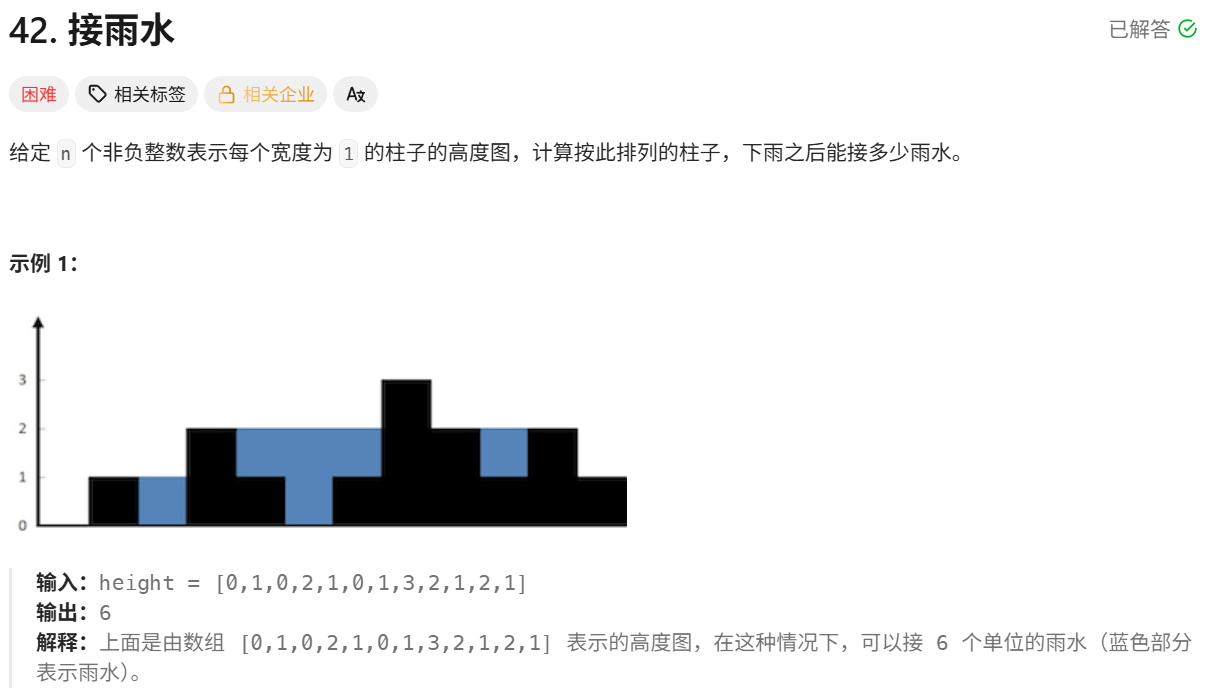 42. 接雨水
已解答
困难 相关标签 相关企业 A文
给定 n 个非负整数表示每个宽度为 1 的柱子的高度图，计算按此排列的柱子，下雨之后能接多少雨水。
示例 1：
3
2
1
0
输入：height = [0,1,0,2,1,0,1,3,2,1,2,1]
输出：6
解释：上面是由数组 [0,1,0,2,1,0,1,3,2,1,2,1] 表示的高度图，在这种情况下，可以接 6 个单位的雨水（蓝色部分
表示雨水）。